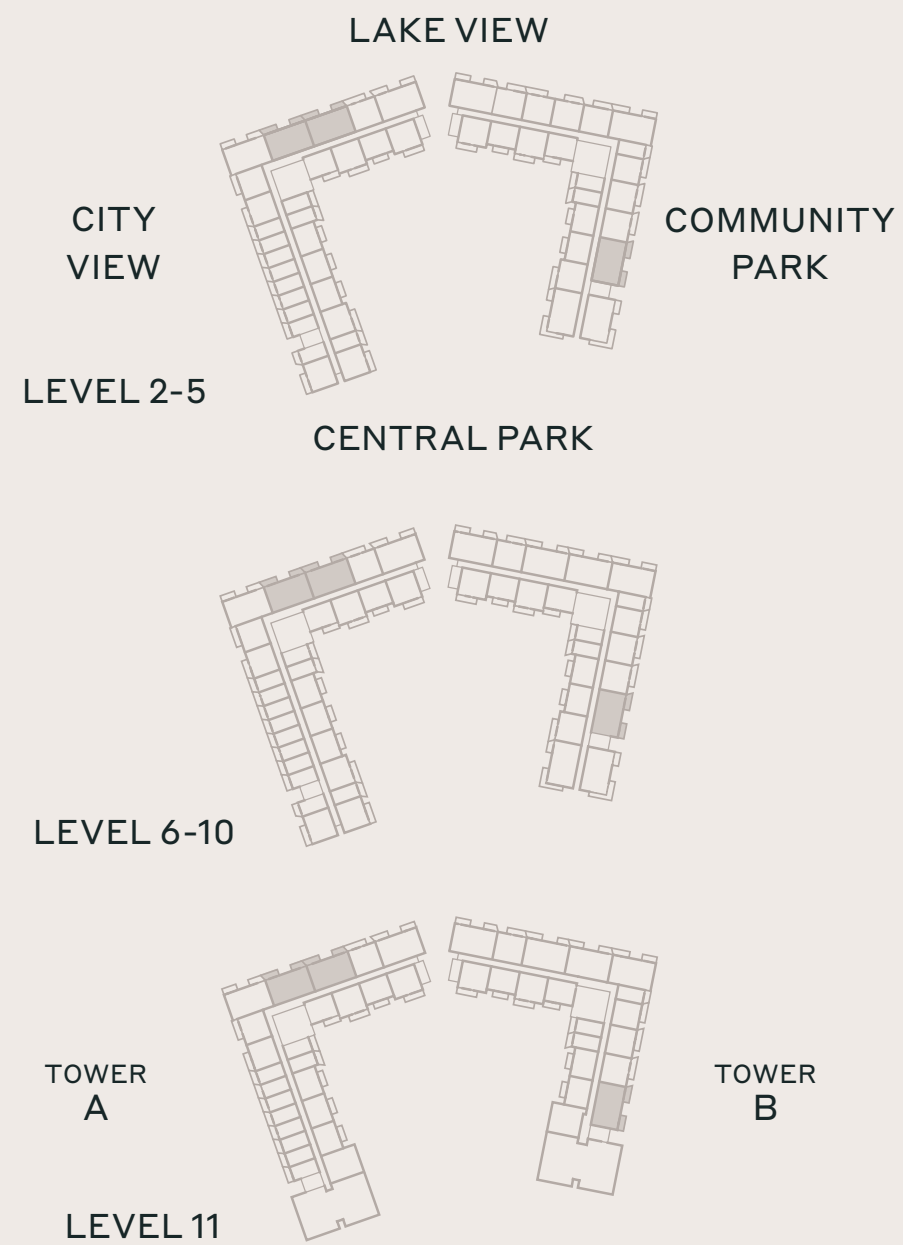 LAKE VIEW
CITY
VIEW
COMMUNITY
PARK
LEVEL 2-5
CENTRAL PARK
LEVEL 6-10
TOWER
A
TOWER
B
LEVEL 11